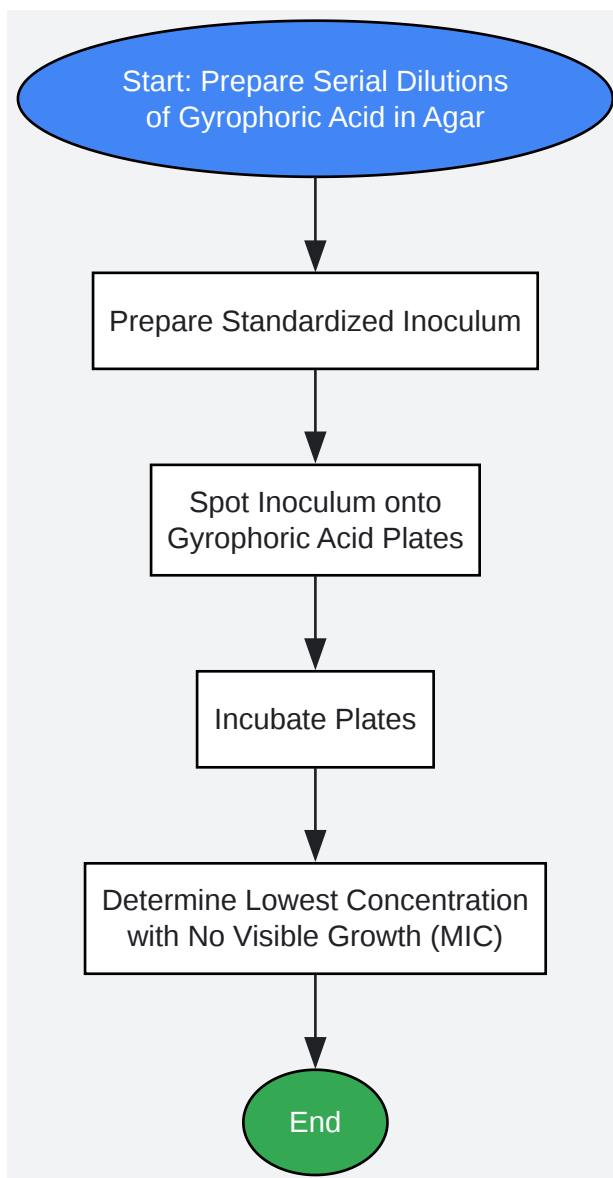 Start: Prepare Serial Dilutions
of Gyrophoric Acid in Agar
Prepare Standardized Inoculum
Spot Inoculum onto
Gyrophoric Acid Plates
Incubate Plates
Determine Lowest Concentration
with No Visible Growth (MIC)
End